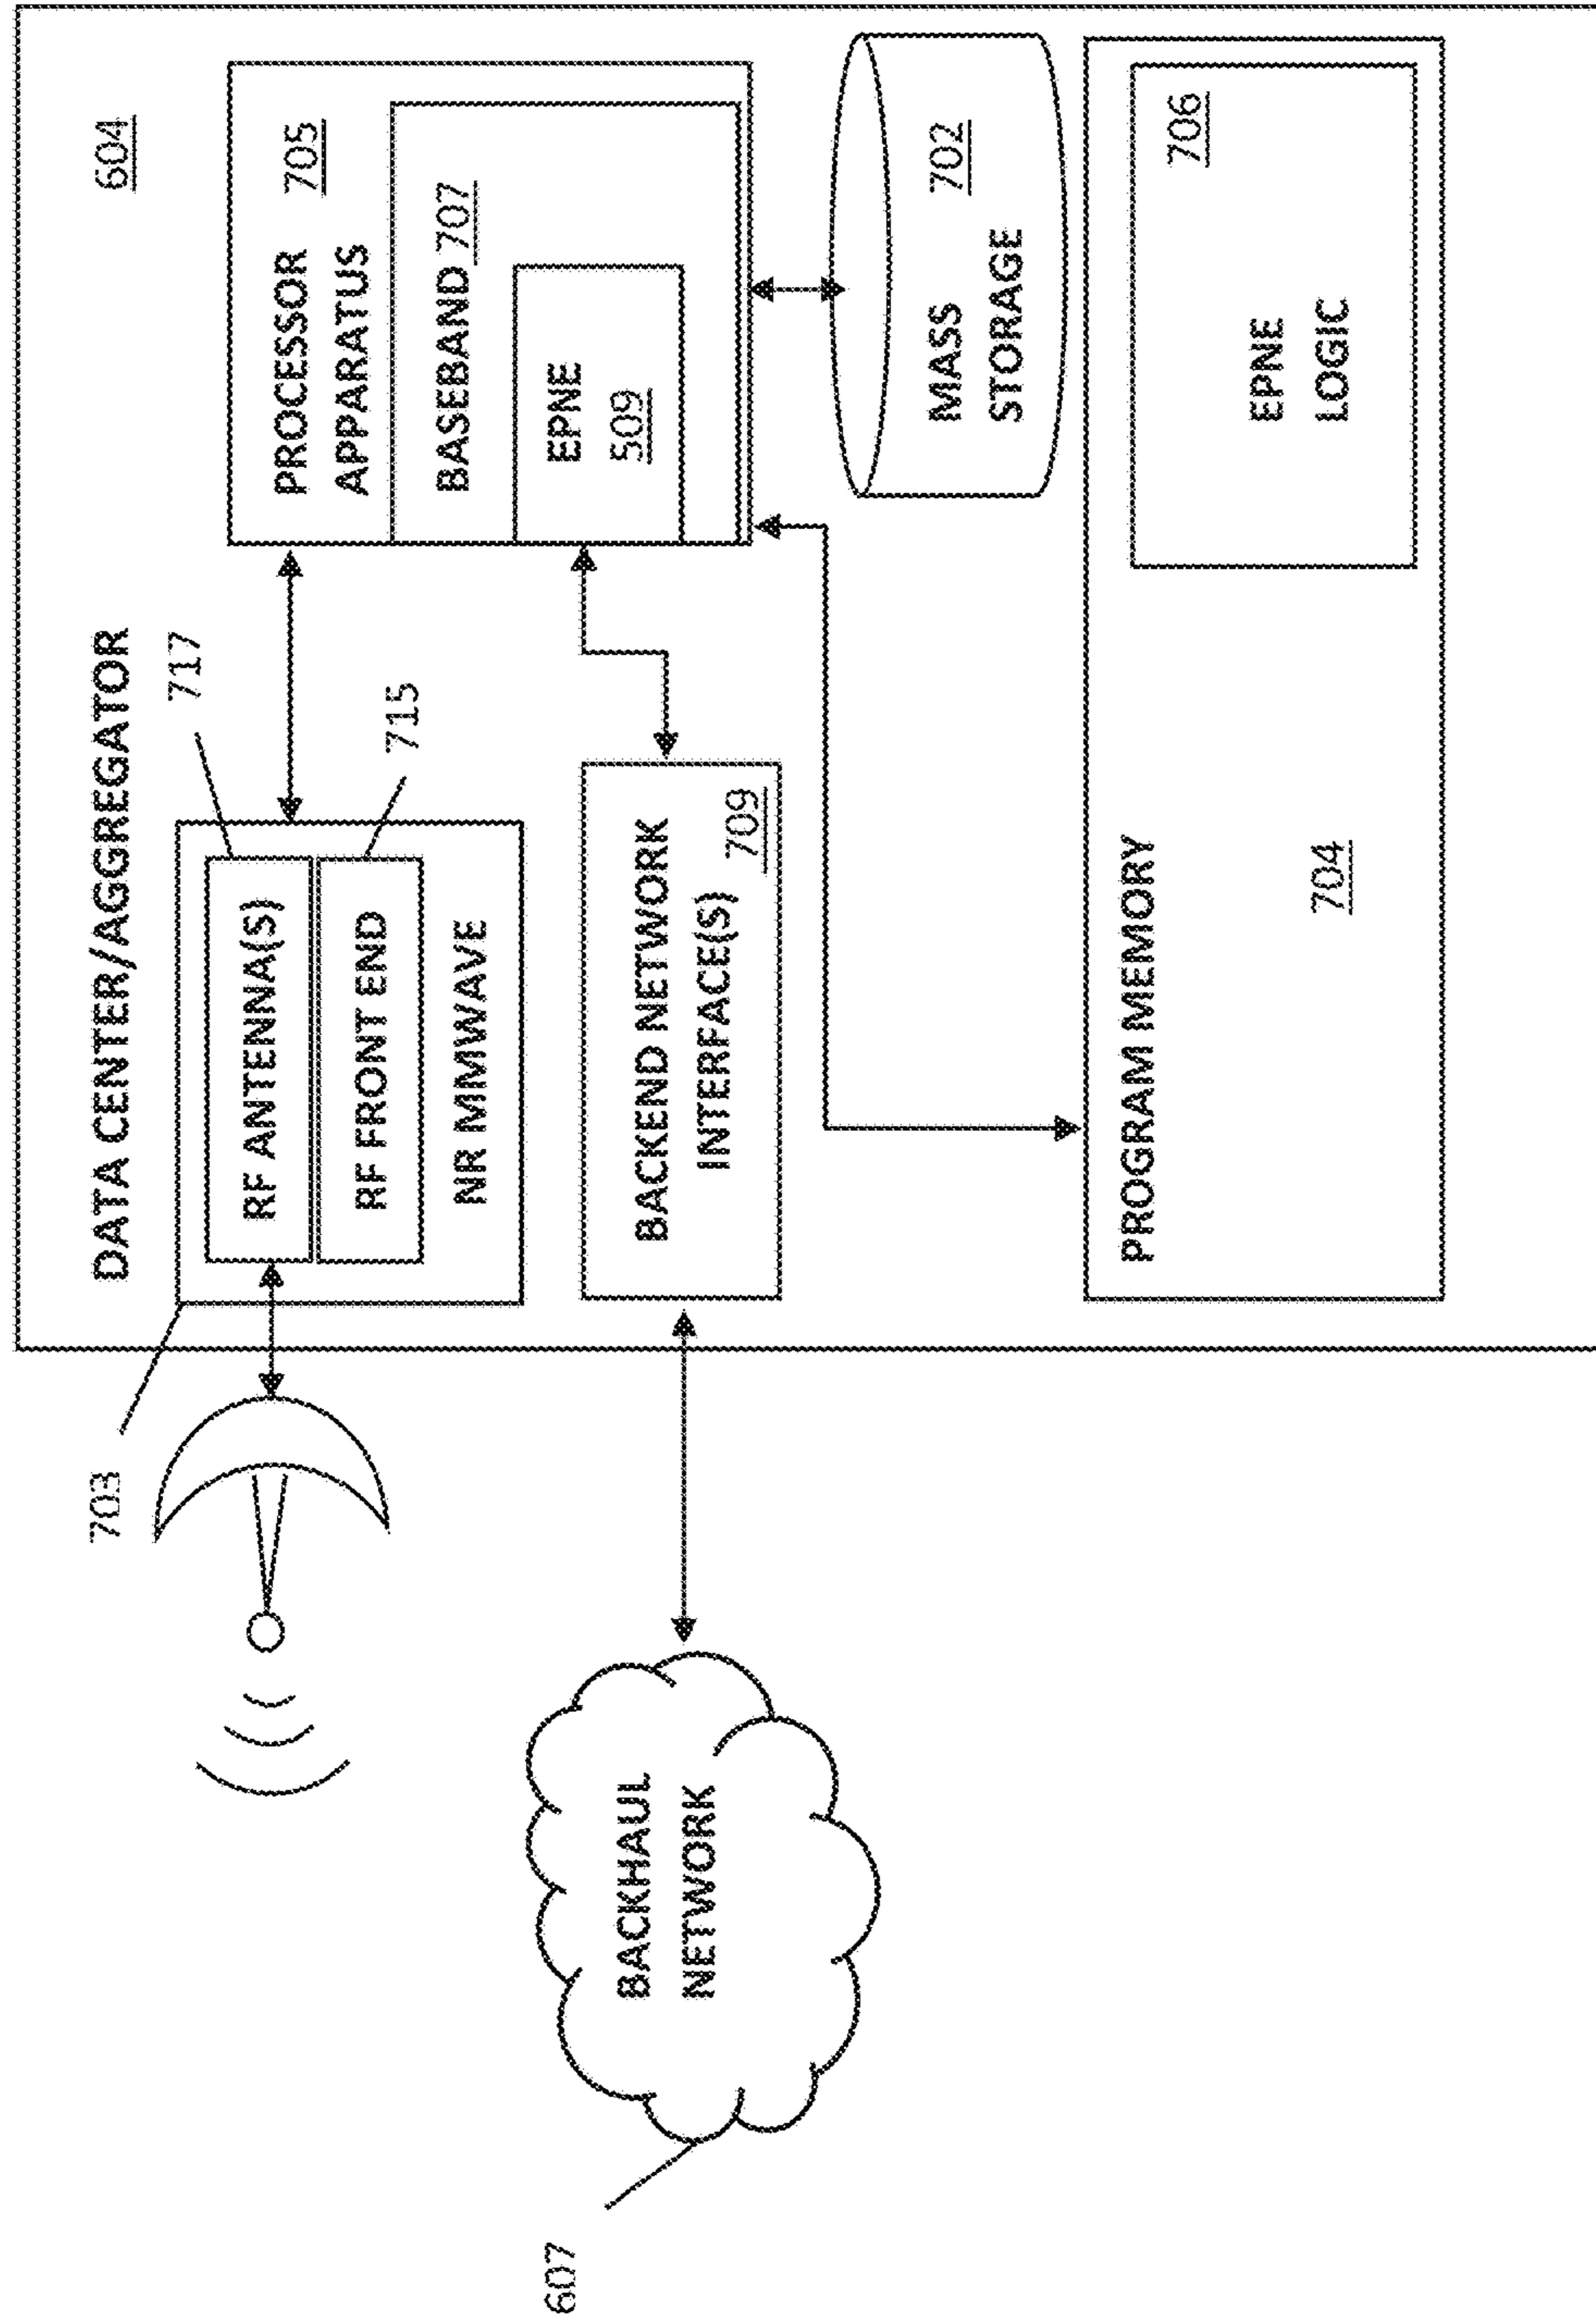 DATA CENTER/AGGREGATOR
604
703
717
RF ANTENNA(S)
RF FRONT END
715
NR MMWAVE
PROCESSOR
705
APPARATUS
BASEBAND 707
EPNE
509
607
BACKHAUL
NETWORK
BACKEND NETWORK
INTERFACE(S)
709
MASS
702
STORAGE
PROGRAM MEMORY
704
706
EPNE
LOGIC